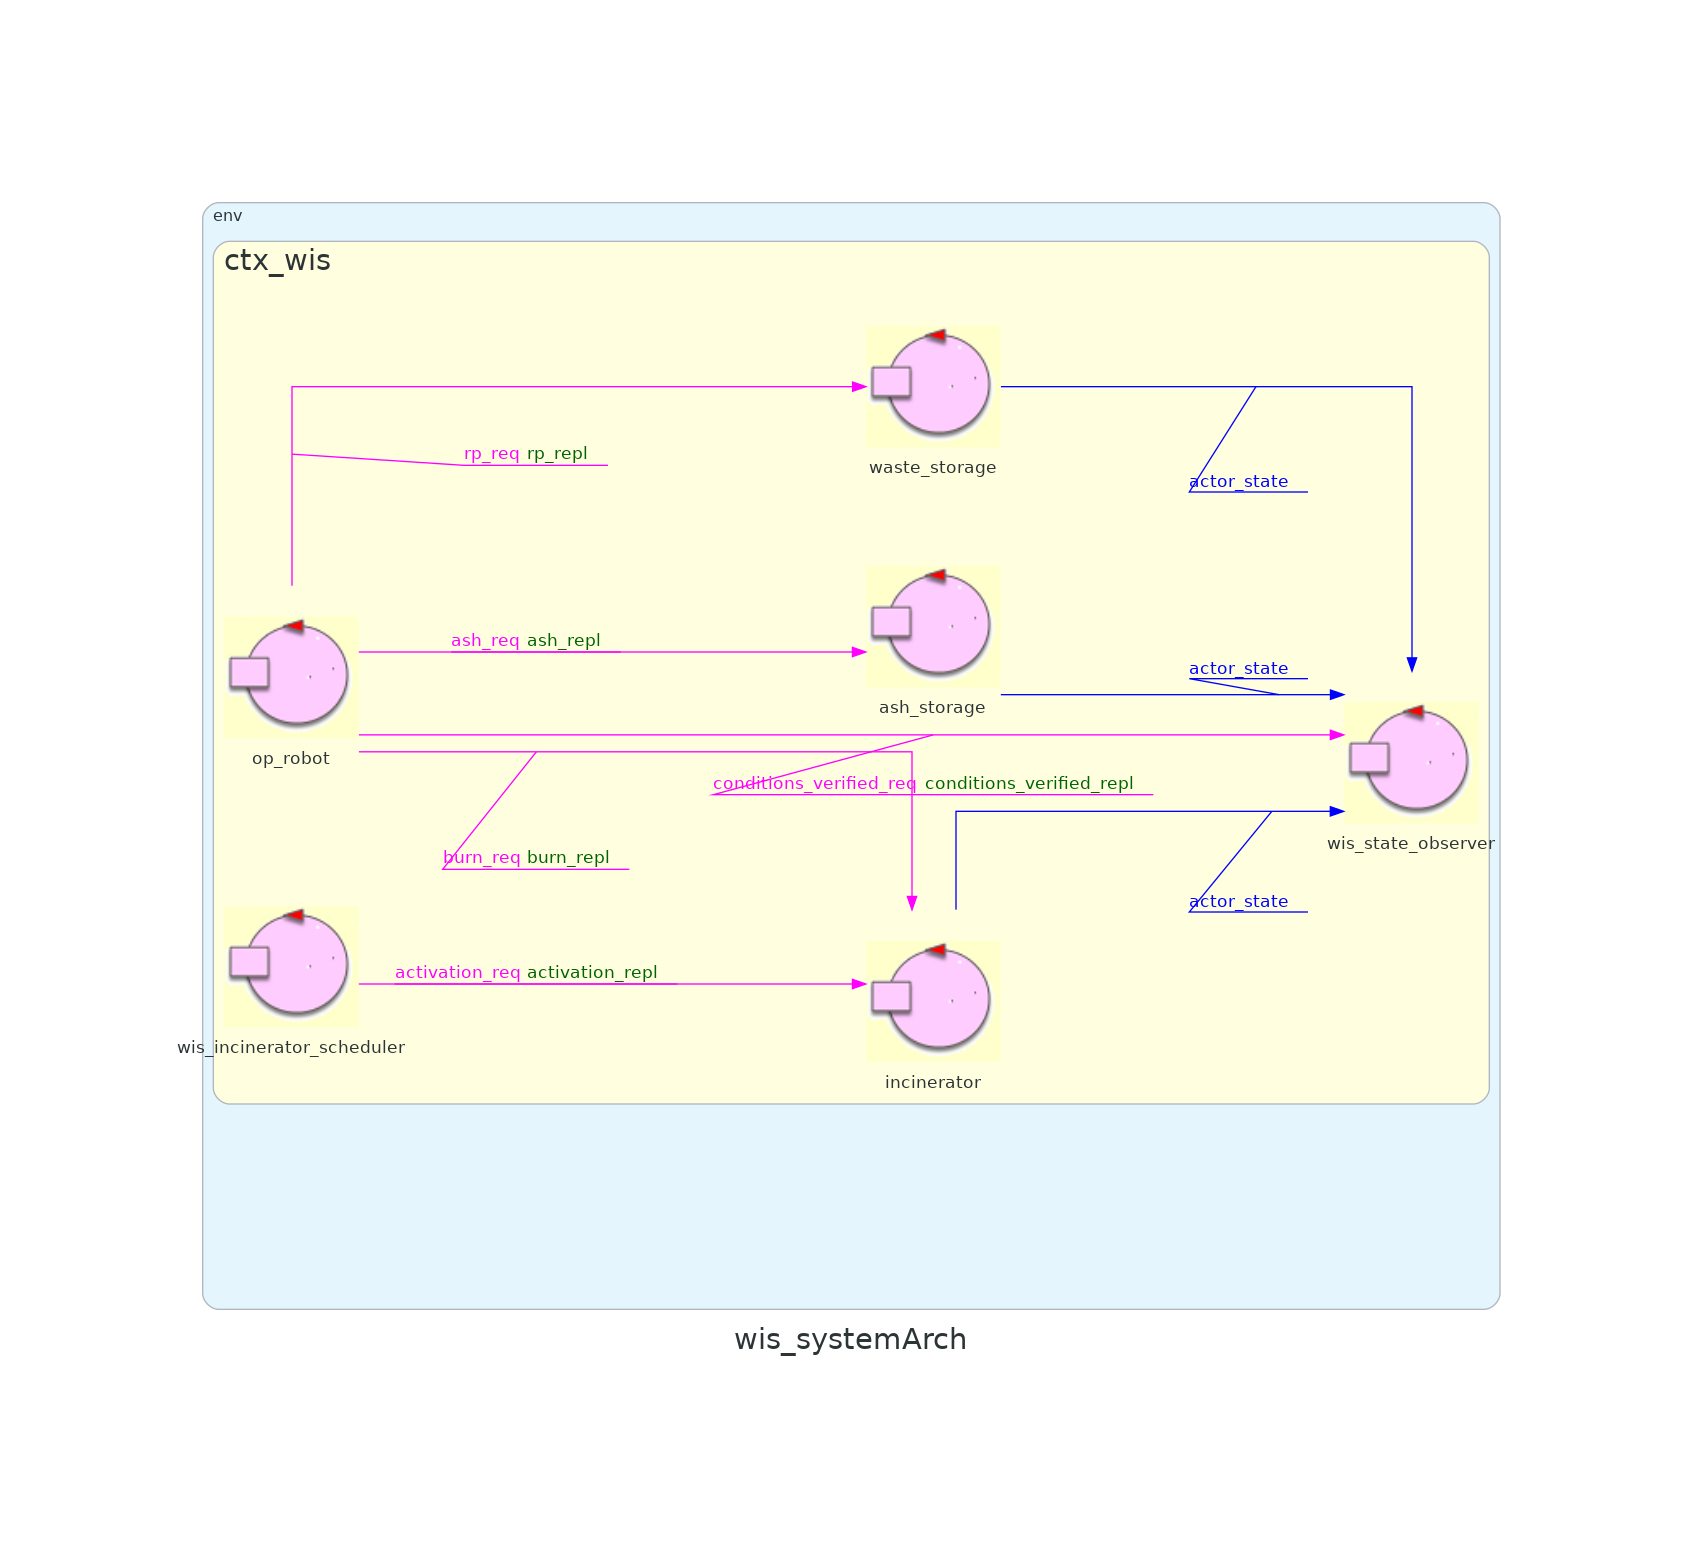 env
ctx_wis
rp_req rp_repl
waste_storage
actor_state
ash_req ash_repl
actor_state
ash_storage
op_robot
conditions_verified_req conditions_verified_repl
wis_state_observer
burn_req burn_repl
actor_state
activation_req activation_repl
wis_incinerator_scheduler
incinerator
wis_systemArch